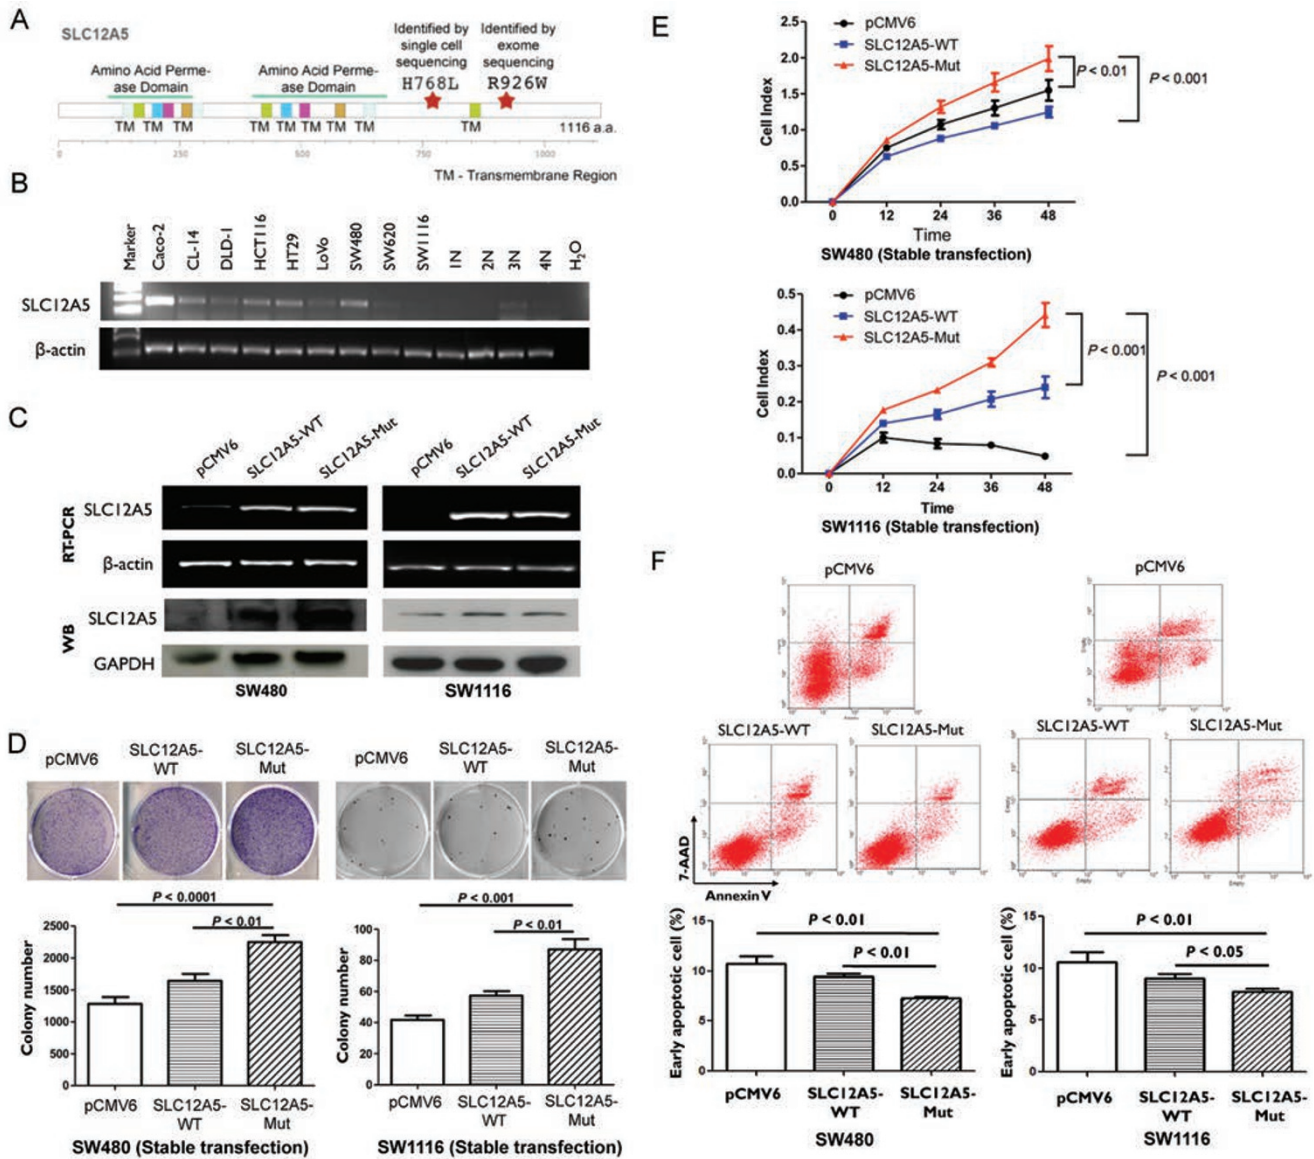 A
SLC12A5
Identified by
single cell
sequencing
H768L
Identified by
exome
sequencing
R926W
Amino Acid Perme-
ase Domain
Amino Acid Perme-
ase Domain
TM TM TM TM TM TM TM TM TM
1116 a.a.
0 250 500 750 1000
TM - Transmembrane Region
B
Marker Caco-2 CL-14 DLD-1 HCT116 HT29 LoVo SW480 SW620 SW1116 1N 2N 3N 4N H2O
SLC12A5
β-actin
C
pCMV6 SLC12A5-WT SLC12A5-Mut
pCMV6 SLC12A5-WT SLC12A5-Mut
RT-PCR
SLC12A5
β-actin
WB
SLC12A5
GAPDH
SW480 SW1116
D
pCMV6
SLC12A5-
WT
SLC12A5-
Mut
pCMV6
SLC12A5-
WT
SLC12A5-
Mut
P < 0.0001
P < 0.01
Colony number
2500
2000
1500
1000
500
0
pCMV6
SLC12A5-
WT
SLC12A5-
Mut
SW480 (Stable transfection)
P < 0.001
P < 0.01
Colony number
100
80
60
40
20
0
pCMV6
SLC12A5-
WT
SLC12A5-
Mut
SW1116 (Stable transfection)
E
pCMV6
SLC12A5-WT
SLC12A5-Mut
Cell Index
2.5
2.0
1.5
1.0
0.5
0.0
0 12 24 36 48
P < 0.01
P < 0.001
Time
SW480 (Stable transfection)
pCMV6
SLC12A5-WT
SLC12A5-Mut
Cell Index
0.5
0.4
0.3
0.2
0.1
0.0
0 12 24 36 48
P < 0.001
P < 0.001
Time
SW1116 (Stable transfection)
F
pCMV6
pCMV6
SLC12A5-WT
SLC12A5-Mut
SLC12A5-WT
SLC12A5-Mut
7-AAD
Annexin V
Empty
Empty
Early apoptotic cell (%)
15
10
5
0
P < 0.01
P < 0.01
pCMV6
SLC12A5-
WT
SLC12A5-
Mut
SW480
Early apoptotic cell (%)
15
10
5
0
P < 0.01
P < 0.05
pCMV6
SLC12A5-
WT
SLC12A5-
Mut
SW1116